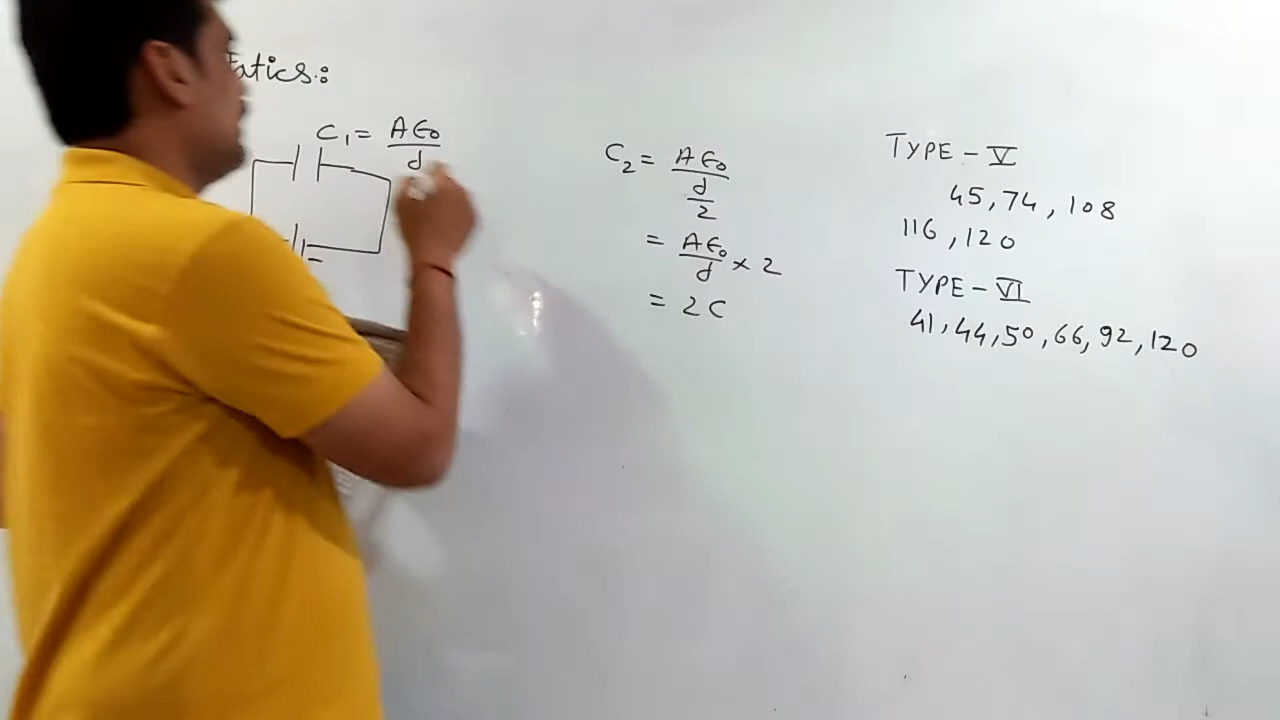 C₁ = Aϵ₀/d
C₂ = Aϵ₀/(d/2)
= Aϵ₀/d × 2
= 2C
TYPE - V
45, 74, 108
116, 120
TYPE - VI
41, 44, 50, 66, 92, 120